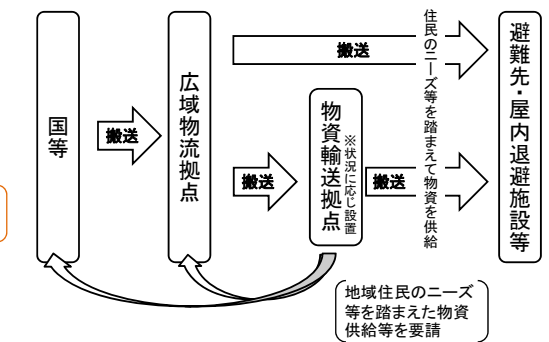 国等
搬送
広域物流拠点
搬送
搬送
物資輸送拠点
※状況に応じ設置
搬送
住民のニーズ等を踏まえて物資を供給
避難先・屋内退避施設等
地域住民のニーズ
等を踏まえた物資
供給等を要請